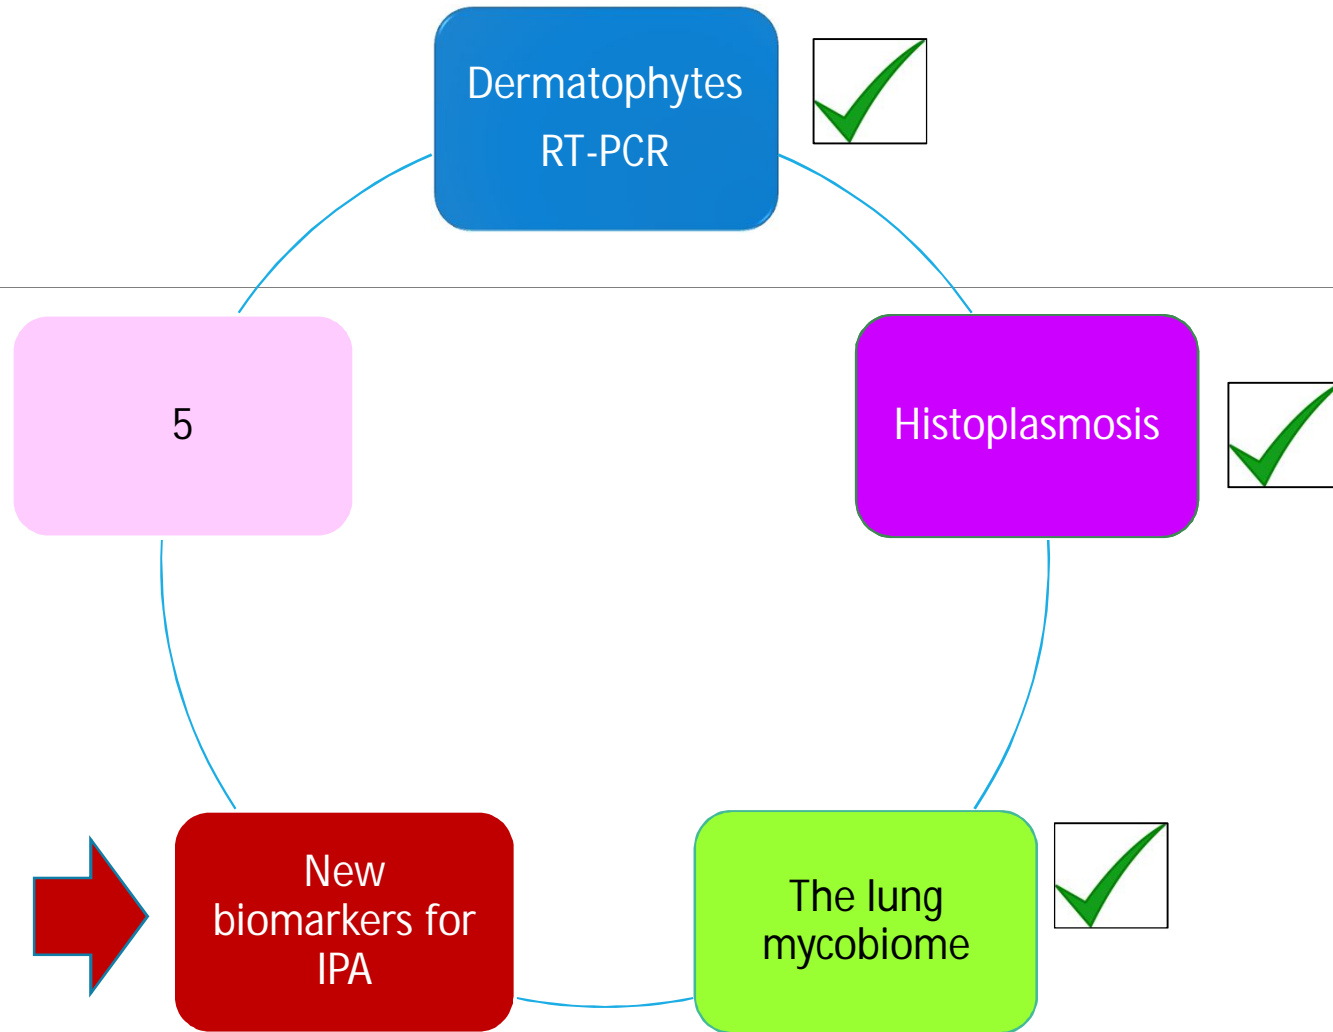 Dermatophytes
RT-PCR
5
Histoplasmosis
New
biomarkers for
IPA
The lung
mycobiome